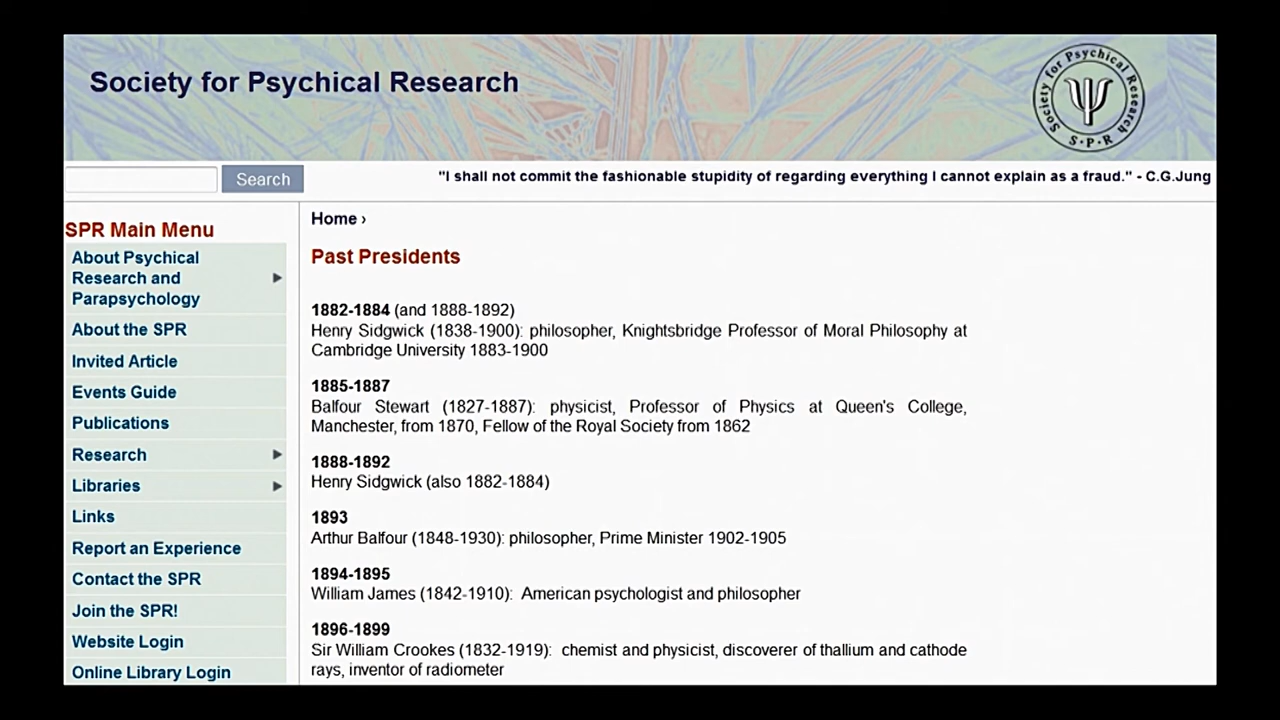 Society for Psychical Research
Society for Psychical Research
S·P·R
Search
"I shall not commit the fashionable stupidity of regarding everything I cannot explain as a fraud." - C.G.Jung
SPR Main Menu
About Psychical
Research and
Parapsychology
About the SPR
Invited Article
Events Guide
Publications
Research
Libraries
Links
Report an Experience
Contact the SPR
Join the SPR!
Website Login
Online Library Login
Home ›
Past Presidents
1882-1884 (and 1888-1892)
Henry Sidgwick (1838-1900): philosopher, Knightsbridge Professor of Moral Philosophy at
Cambridge University 1883-1900
1885-1887
Balfour Stewart (1827-1887): physicist, Professor of Physics at Queen's College,
Manchester, from 1870, Fellow of the Royal Society from 1862
1888-1892
Henry Sidgwick (also 1882-1884)
1893
Arthur Balfour (1848-1930): philosopher, Prime Minister 1902-1905
1894-1895
William James (1842-1910): American psychologist and philosopher
1896-1899
Sir William Crookes (1832-1919): chemist and physicist, discoverer of thallium and cathode
rays, inventor of radiometer